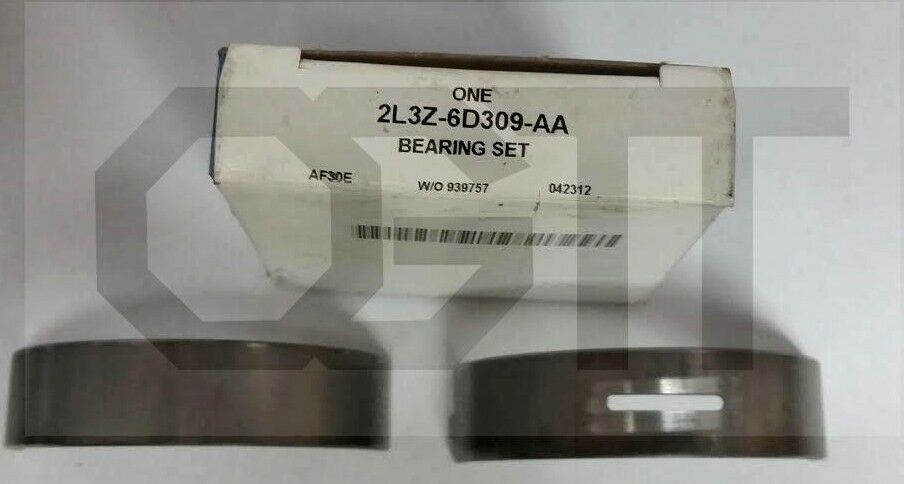 ONE
2L3Z-6D309-AA
BEARING SET
AF30E W/O 939757 042312